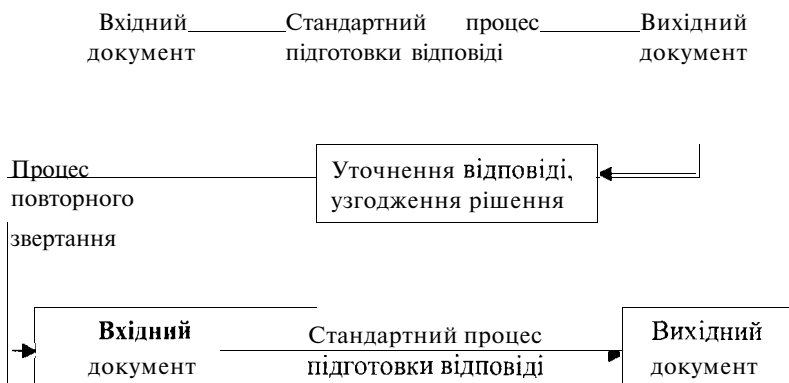 Вхідний Стандартний процес Вихідний
документ підготовки відповіді документ
Процес Уточнення відповіді,
повторного узгодження рішення
звертання
Вхідний Стандартний процес Вихідний
документ підготовки відповіді документ